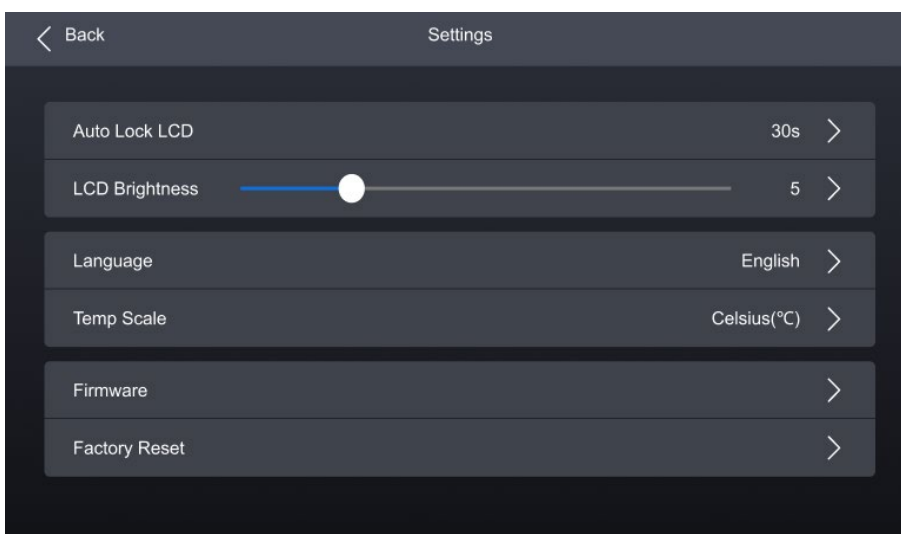 Back Settings
Auto Lock LCD 30s
LCD Brightness 5
Language English
Temp Scale Celsius(℃)
Firmware
Factory Reset